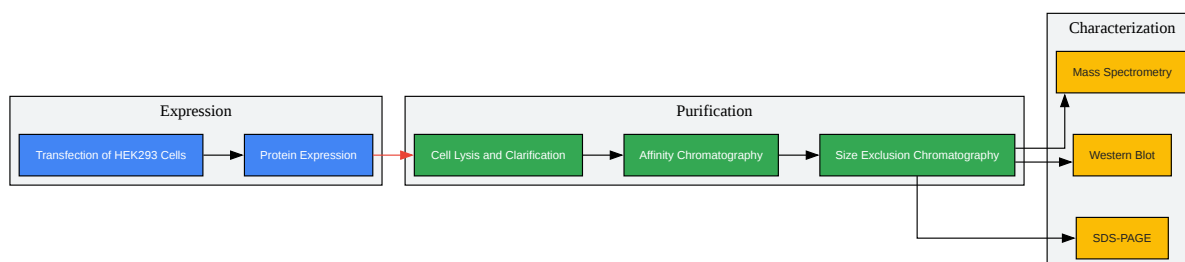 Expression
Transfection of HEK293 Cells
Protein Expression
Purification
Cell Lysis and Clarification
Affinity Chromatography
Size Exclusion Chromatography
Characterization
Mass Spectrometry
Western Blot
SDS-PAGE